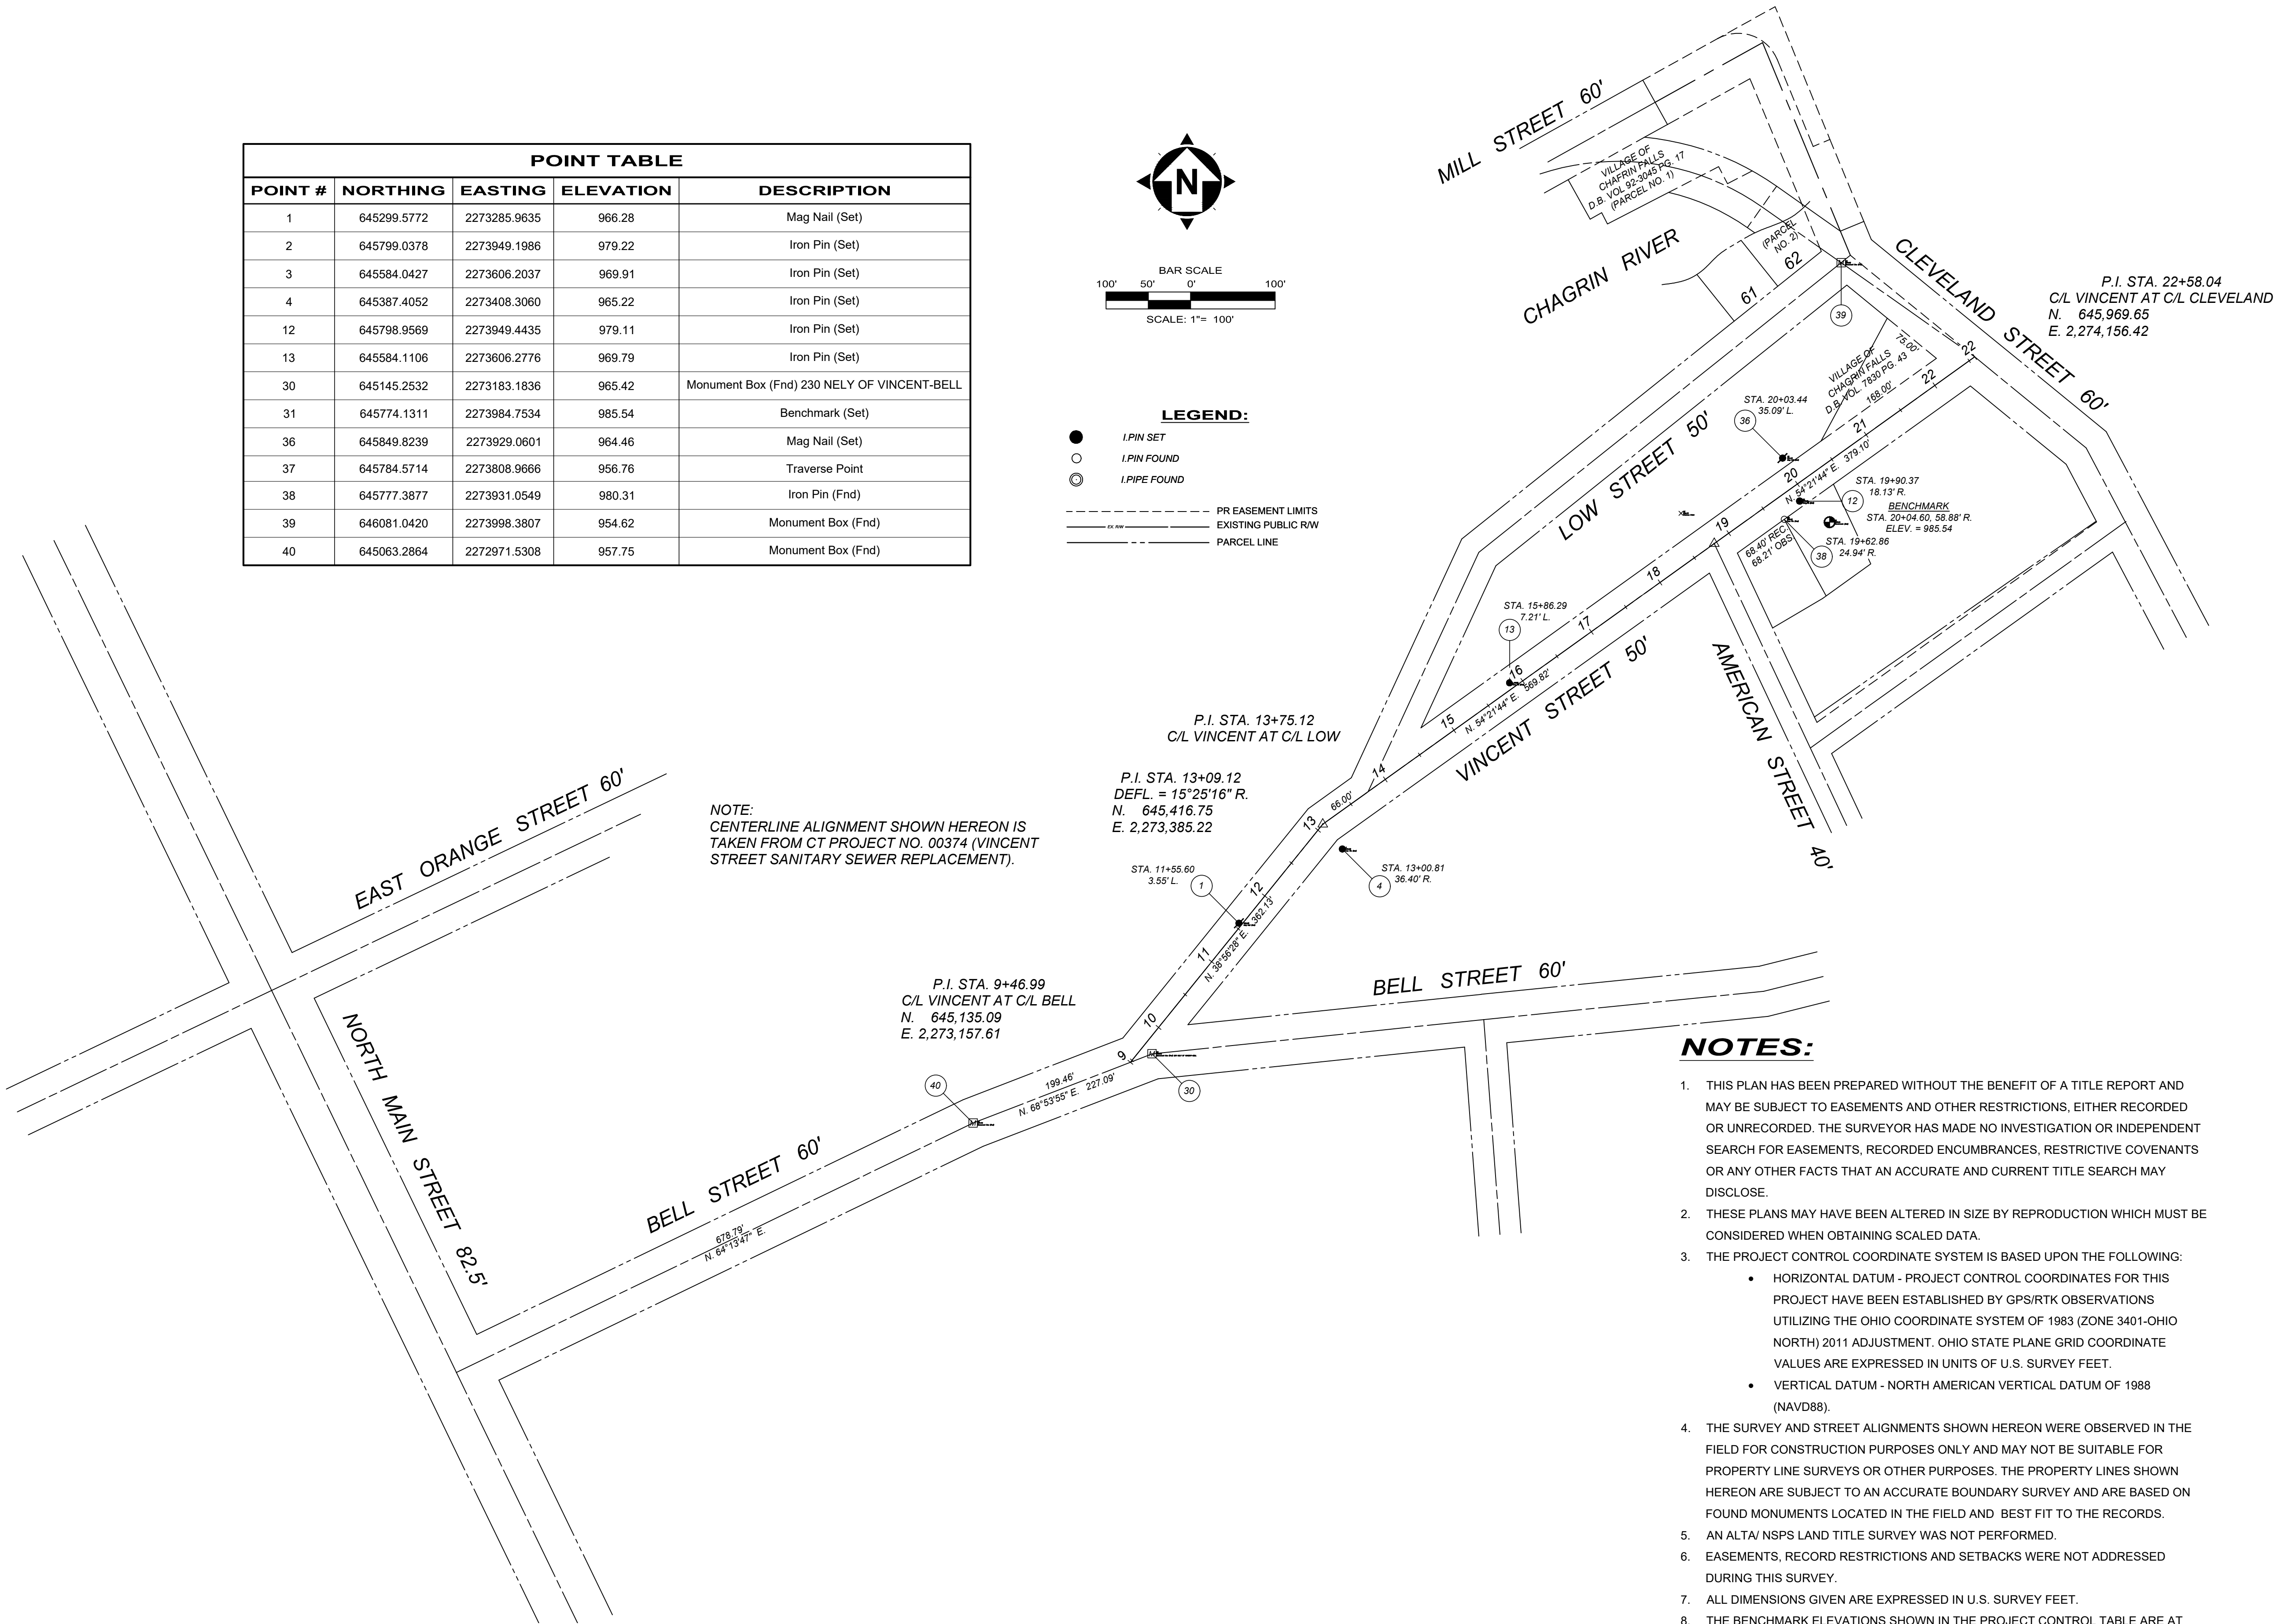 POINT TABLE
POINT # NORTHING EASTING ELEVATION DESCRIPTION
1 645299.5772 2273285.9635 966.28 Mag Nail (Set)
2 645799.0378 2273949.1986 979.22 Iron Pin (Set)
3 645584.0427 2273606.2037 969.91 Iron Pin (Set)
4 645387.4052 2273408.3060 965.22 Iron Pin (Set)
12 645798.9569 2273949.4435 979.11 Iron Pin (Set)
13 645584.1106 2273606.2776 969.79 Iron Pin (Set)
30 645145.2532 2273183.1836 965.42 Monument Box (Fnd) 230 NELY OF VINCENT-BELL
31 645774.1311 2273984.7534 985.54 Benchmark (Set)
36 645849.8239 2273929.0601 964.46 Mag Nail (Set)
37 645784.5714 2273808.9666 956.76 Traverse Point
38 645777.3877 2273931.0549 980.31 Iron Pin (Fnd)
39 646081.0420 2273998.3807 954.62 Monument Box (Fnd)
40 645063.2864 2272971.5308 957.75 Monument Box (Fnd)
N
BAR SCALE
100' 50' 0' 100'
SCALE: 1"= 100'
LEGEND:
I.PIN SET
I.PIN FOUND
I.PIPE FOUND
PR EASEMENT LIMITS
EX R/W EXISTING PUBLIC R/W
PARCEL LINE
MILL STREET 60'
VILLAGE OF
CHAFRIN FALLS
D.B. VOL 92-3045 PG. 17
(PARCEL NO. 1)
CHAGRIN RIVER
(PARCEL
NO. 2)
62
61
39
CLEVELAND STREET 60'
P.I. STA. 22+58.04
C/L VINCENT AT C/L CLEVELAND
N. 645,969.65
E. 2,274,156.42
VILLAGE OF
CHAGRIN FALLS
D.B. VOL. 7830 PG. 43
75.00'
168.00'
22
22
21
20
19
18
17
16
15
14
13
12
11
10
9
STA. 20+03.44
35.09' L.
36
LOW STREET 50'
N. 54°21'44" E. 379.10'
STA. 19+90.37
18.13' R.
12
BENCHMARK
STA. 20+04.60, 58.88' R.
ELEV. = 985.54
STA. 19+62.86
24.94' R.
38
68.40' REC.
68.21' OBS.
STA. 15+86.29
7.21' L.
13
N. 54°21'44" E. 569.82'
VINCENT STREET 50'
AMERICAN STREET 40'
P.I. STA. 13+75.12
C/L VINCENT AT C/L LOW
P.I. STA. 13+09.12
DEFL. = 15°25'16" R.
N. 645,416.75
E. 2,273,385.22
66.00'
NOTE:
CENTERLINE ALIGNMENT SHOWN HEREON IS
TAKEN FROM CT PROJECT NO. 00374 (VINCENT
STREET SANITARY SEWER REPLACEMENT).
STA. 11+55.60
3.55' L.
1
STA. 13+00.81
36.40' R.
4
N. 38°56'28" E. 362.13'
EAST ORANGE STREET 60'
P.I. STA. 9+46.99
C/L VINCENT AT C/L BELL
N. 645,135.09
E. 2,273,157.61
BELL STREET 60'
40
199.46'
N. 68°53'55" E. 227.09'
30
NORTH MAIN STREET 82.5'
BELL STREET 60'
678.79'
N. 64°13'47" E.
NOTES:
1. THIS PLAN HAS BEEN PREPARED WITHOUT THE BENEFIT OF A TITLE REPORT AND
MAY BE SUBJECT TO EASEMENTS AND OTHER RESTRICTIONS, EITHER RECORDED
OR UNRECORDED. THE SURVEYOR HAS MADE NO INVESTIGATION OR INDEPENDENT
SEARCH FOR EASEMENTS, RECORDED ENCUMBRANCES, RESTRICTIVE COVENANTS
OR ANY OTHER FACTS THAT AN ACCURATE AND CURRENT TITLE SEARCH MAY
DISCLOSE.
2. THESE PLANS MAY HAVE BEEN ALTERED IN SIZE BY REPRODUCTION WHICH MUST BE
CONSIDERED WHEN OBTAINING SCALED DATA.
3. THE PROJECT CONTROL COORDINATE SYSTEM IS BASED UPON THE FOLLOWING:
• HORIZONTAL DATUM - PROJECT CONTROL COORDINATES FOR THIS
PROJECT HAVE BEEN ESTABLISHED BY GPS/RTK OBSERVATIONS
UTILIZING THE OHIO COORDINATE SYSTEM OF 1983 (ZONE 3401-OHIO
NORTH) 2011 ADJUSTMENT. OHIO STATE PLANE GRID COORDINATE
VALUES ARE EXPRESSED IN UNITS OF U.S. SURVEY FEET.
• VERTICAL DATUM - NORTH AMERICAN VERTICAL DATUM OF 1988
(NAVD88).
4. THE SURVEY AND STREET ALIGNMENTS SHOWN HEREON WERE OBSERVED IN THE
FIELD FOR CONSTRUCTION PURPOSES ONLY AND MAY NOT BE SUITABLE FOR
PROPERTY LINE SURVEYS OR OTHER PURPOSES. THE PROPERTY LINES SHOWN
HEREON ARE SUBJECT TO AN ACCURATE BOUNDARY SURVEY AND ARE BASED ON
FOUND MONUMENTS LOCATED IN THE FIELD AND BEST FIT TO THE RECORDS.
5. AN ALTA/ NSPS LAND TITLE SURVEY WAS NOT PERFORMED.
6. EASEMENTS, RECORD RESTRICTIONS AND SETBACKS WERE NOT ADDRESSED
DURING THIS SURVEY.
7. ALL DIMENSIONS GIVEN ARE EXPRESSED IN U.S. SURVEY FEET.
8. THE BENCHMARK ELEVATIONS SHOWN IN THE PROJECT CONTROL TABLE ARE AT